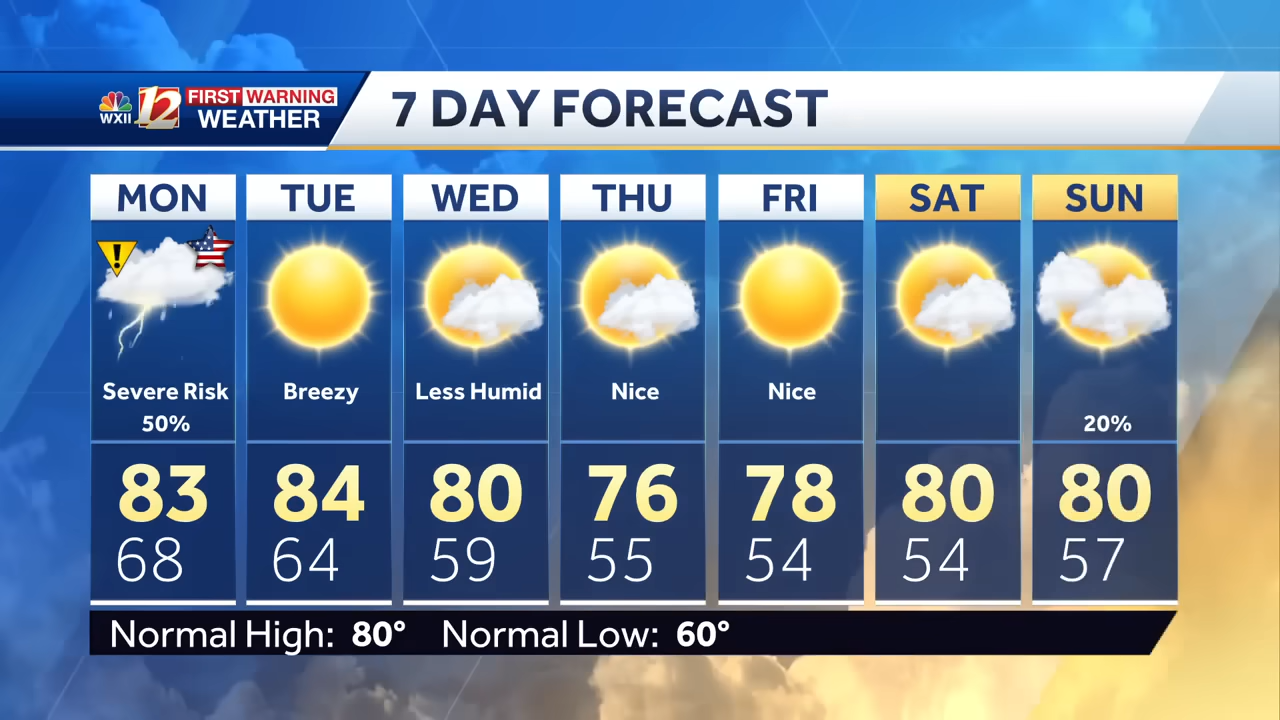 WXII 12 FIRST WARNING
WEATHER
7 DAY FORECAST
MON TUE WED THU FRI SAT SUN
!
Severe Risk Breezy Less Humid Nice Nice
50% 20%
83 84 80 76 78 80 80
68 64 59 55 54 54 57
Normal High: 80° Normal Low: 60°